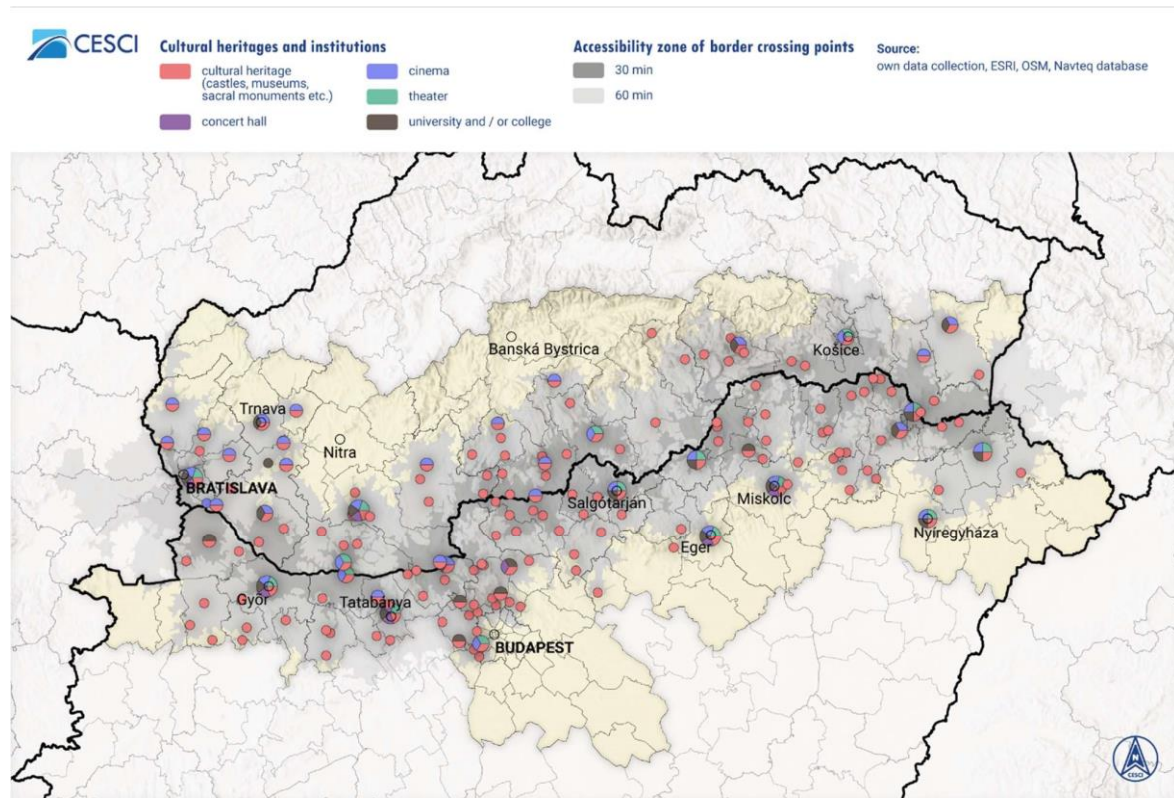 CESCI
Cultural heritages and institutions
cultural heritage
(castles, museums,
sacral monuments etc.)
concert hall
cinema
theater
university and / or college
Accessibility zone of border crossing points
30 min
60 min
Source:
own data collection, ESRI, OSM, Navteq database
Banská Bystrica
Košice
Trnava
Nitra
BRATISLAVA
Salgótarján
Miskolc
Nyíregyháza
Eger
Győr
Tatabánya
BUDAPEST
CESCI